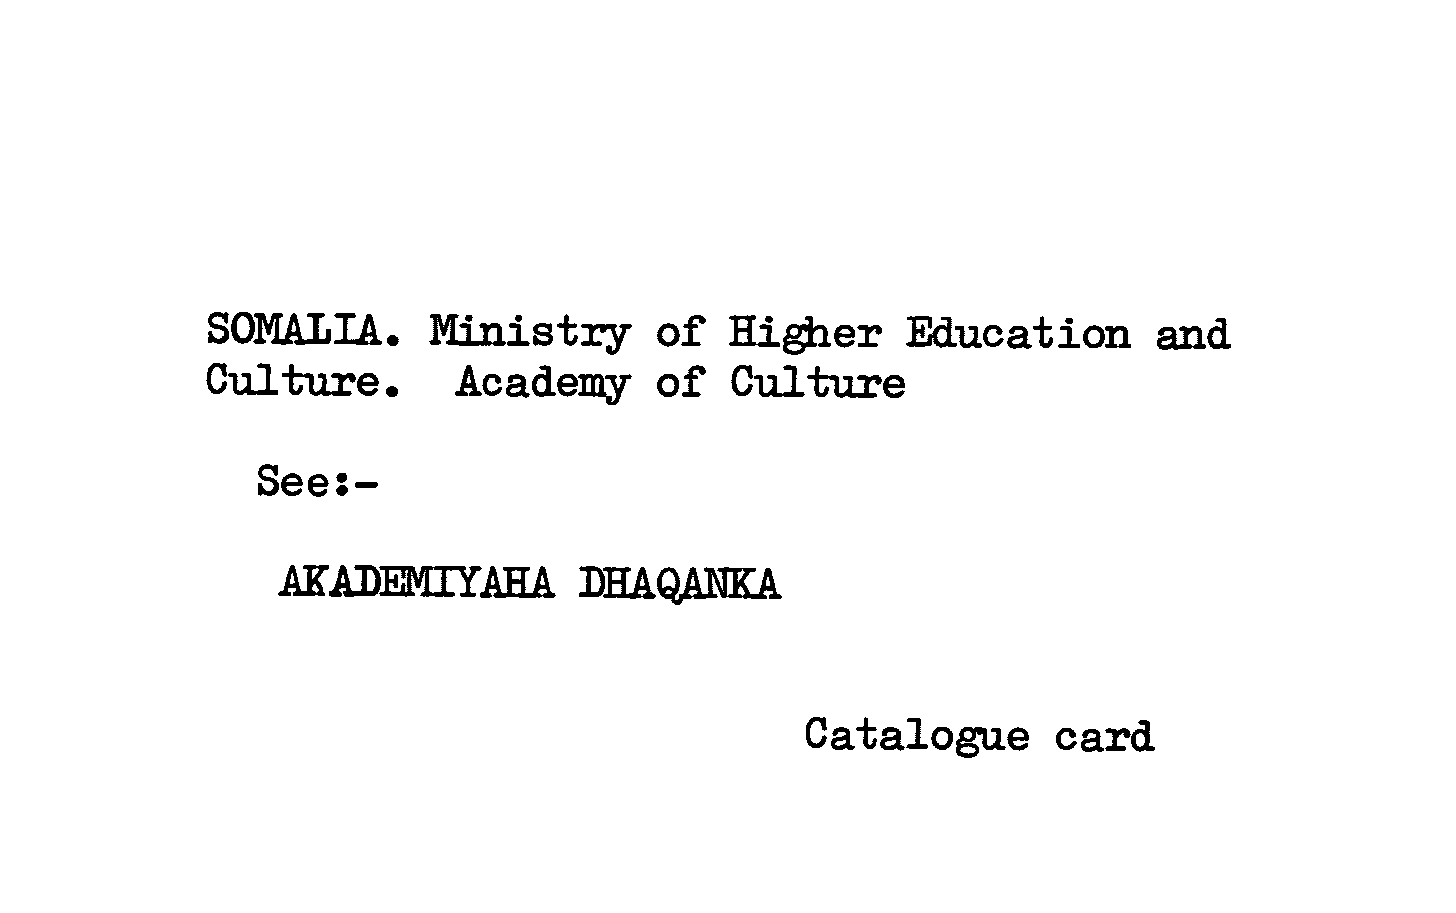 SOMALIA. Ministry of Higher Education and
Culture.  Academy of Culture
See:-
AKADEMIYAHA DHAQANKA
Catalogue card